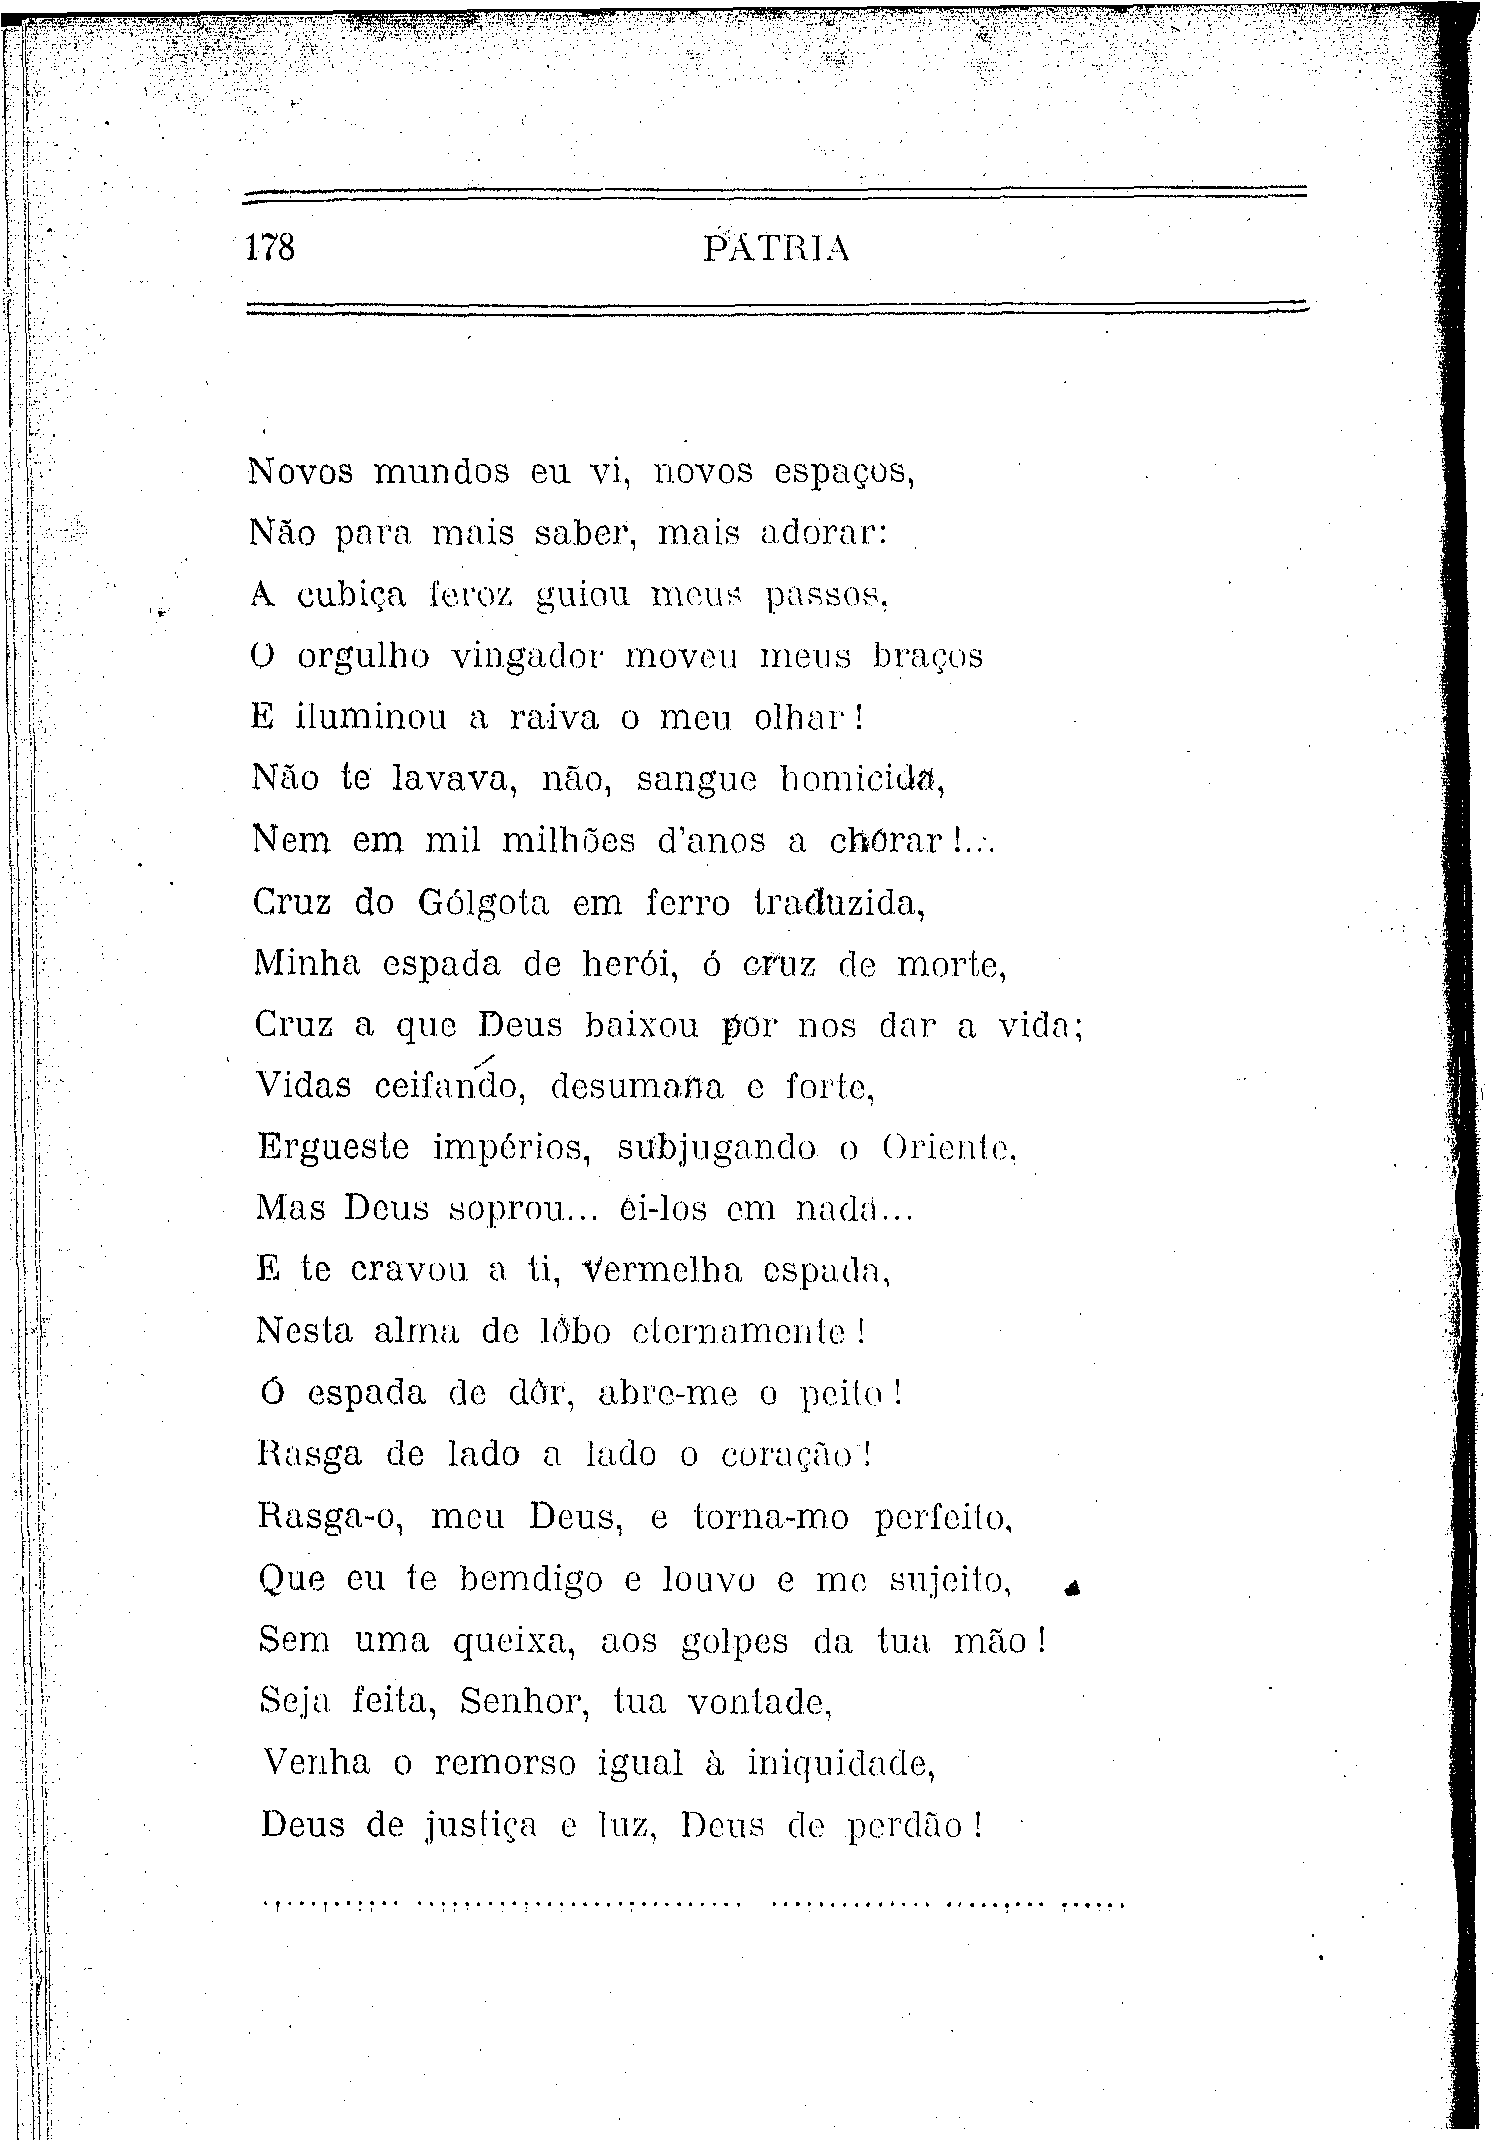 178 PÁTRIA
Novos mundos eu vi, novos espaços,
Não para mais saber, mais adorar:
A cubiça feroz guiou meus passos,
O orgulho vingador moveu meus braços
E iluminou a raiva o meu olhar!
Não te lavava, não, sangue homicida,
Nem em mil milhões d'anos a chorar!...
Cruz do Gólgota em ferro traduzida,
Minha espada de herói, ó cruz de morte,
Cruz a que Deus baixou por nos dar a vida;
Vidas ceifando, desumana e forte,
Ergueste impérios, subjugando o Oriente,
Mas Deus soprou... ei-los em nada...
E te cravou a ti, vermelha espada,
Nesta alma de lôbo eternamente!
Ó espada de dôr, abre-me o peito!
Rasga de lado a lado o coração!
Rasga-o, meu Deus, e torna-mo perfeito,
Que eu te bemdigo e louvo e me sujeito,
Sem uma queixa, aos golpes da tua mão!
Seja feita, Senhor, tua vontade,
Venha o remorso igual à iniquidade,
Deus de justiça e luz, Deus de perdão!